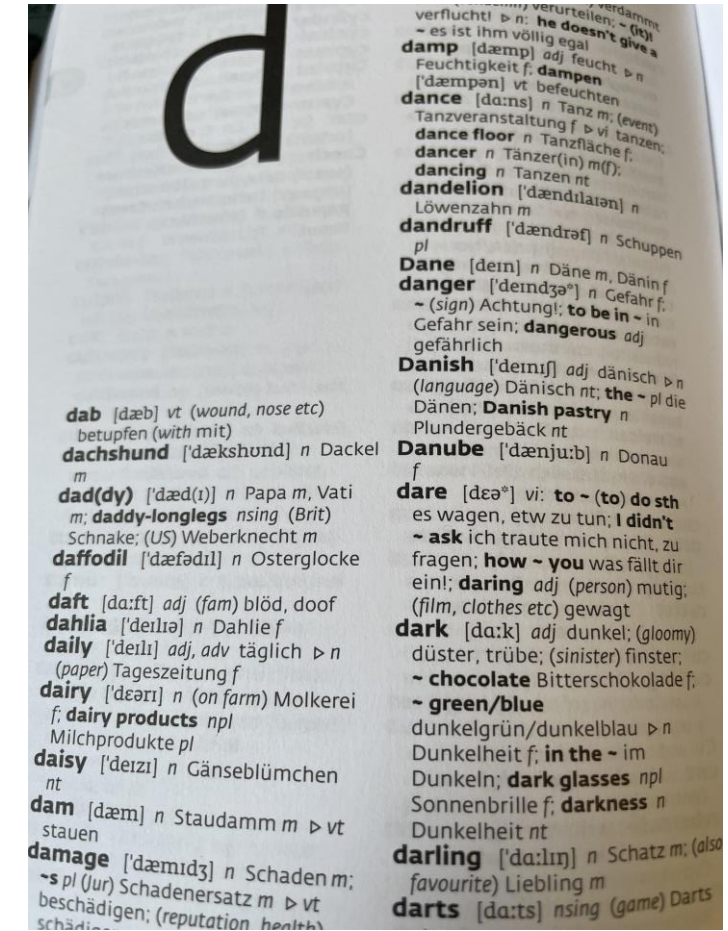 d
dab [dæb] vt (wound, nose etc)
betupfen (with mit)
dachshund ['dækshʊnd] n Dackel
m
dad(dy) ['dæd(ɪ)] n Papa m, Vati
m; daddy-longlegs nsing (Brit)
Schnake; (US) Weberknecht m
daffodil ['dæfədɪl] n Osterglocke
f
daft [dɑːft] adj (fam) blöd, doof
dahlia ['deɪlɪə] n Dahlie f
daily ['deɪlɪ] adj, adv täglich ▷ n
(paper) Tageszeitung f
dairy ['dɛərɪ] n (on farm) Molkerei
f; dairy products npl
Milchprodukte pl
daisy ['deɪzɪ] n Gänseblümchen
nt
dam [dæm] n Staudamm m ▷ vt
stauen
damage ['dæmɪdʒ] n Schaden m;
~s pl (Jur) Schadenersatz m ▷ vt
beschädigen; (reputation, health)
verurteilen; ~ (it)!
verflucht! ▷ n: he doesn't give a
~ es ist ihm völlig egal
damp [dæmp] adj feucht ▷ n
Feuchtigkeit f; dampen
['dæmpən] vt befeuchten
dance [dɑːns] n Tanz m; (event)
Tanzveranstaltung f ▷ vi tanzen;
dance floor n Tanzfläche f;
dancer n Tänzer(in) m(f);
dancing n Tanzen nt
dandelion ['dændɪlaɪən] n
Löwenzahn m
dandruff ['dændrəf] n Schuppen
pl
Dane [deɪn] n Däne m, Dänin f
danger ['deɪndʒə*] n Gefahr f;
~ (sign) Achtung!; to be in ~ in
Gefahr sein; dangerous adj
gefährlich
Danish ['deɪnɪʃ] adj dänisch ▷ n
(language) Dänisch nt; the ~ pl die
Dänen; Danish pastry n
Plundergebäck nt
Danube ['dænjuːb] n Donau
f
dare [dɛə*] vi: to ~ (to) do sth
es wagen, etw zu tun; I didn't
~ ask ich traute mich nicht, zu
fragen; how ~ you was fällt dir
ein!; daring adj (person) mutig;
(film, clothes etc) gewagt
dark [dɑːk] adj dunkel; (gloomy)
düster, trübe; (sinister) finster;
~ chocolate Bitterschokolade f;
~ green/blue
dunkelgrün/dunkelblau ▷ n
Dunkelheit f; in the ~ im
Dunkeln; dark glasses npl
Sonnenbrille f; darkness n
Dunkelheit nt
darling ['dɑːlɪŋ] n Schatz m; (also
favourite) Liebling m
darts [dɑːts] nsing (game) Darts